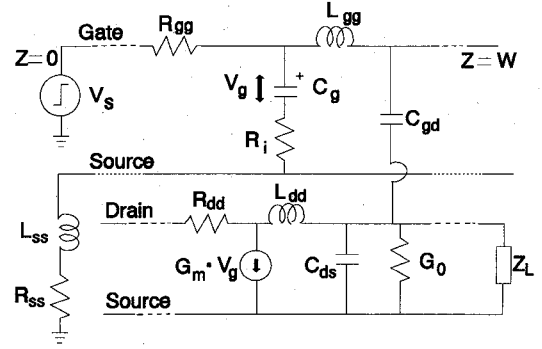 Lgg
Gate Rgg
Z=0 Z=W
Vs Vg + Cg
Cgd
Ri
Source
Ldd
Drain Rdd
Lss
Gm·Vg Cds G0 ZL
Rss
Source